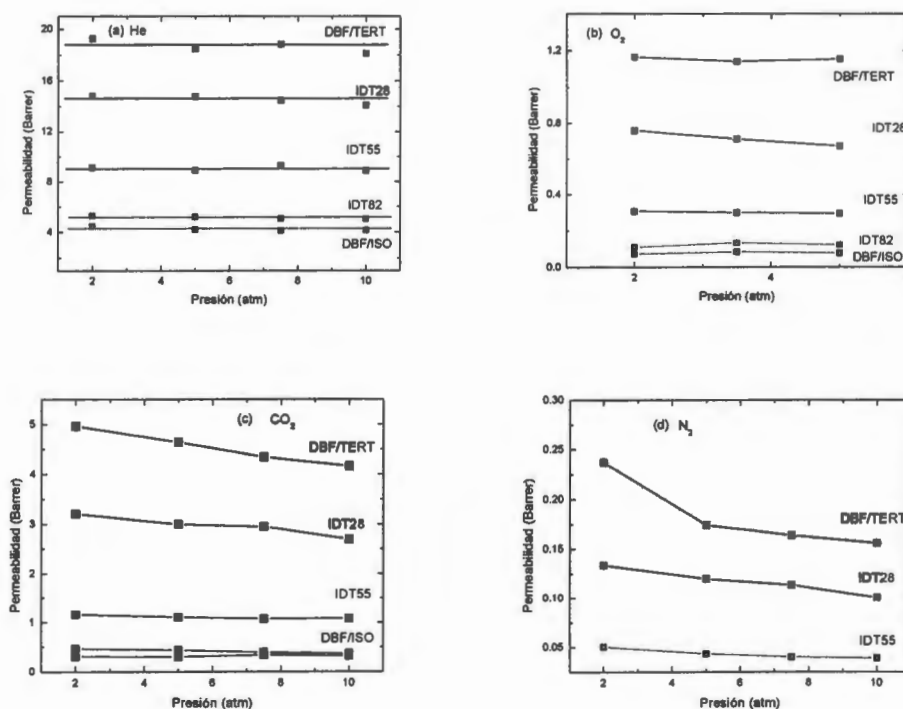 (a) He
DBF/TERT
IDT28
IDT55
IDT82
DBF/ISO
20
16
12
8
4
2
4
6
8
10
Permeabilidad (Barrer)
Presión (atm)
(b) O₂
DBF/TERT
IDT28
IDT55
IDT82
DBF/ISO
1.2
0.8
0.4
0.0
2
4
Permeabilidad (Barrer)
Presión (atm)
(c) CO₂
DBF/TERT
IDT28
IDT55
DBF/ISO
5
4
3
2
1
0
2
4
6
8
10
Permeabilidad (Barrer)
Presión (atm)
(d) N₂
DBF/TERT
IDT28
IDT55
0.30
0.25
0.20
0.15
0.10
0.05
2
4
6
8
10
Permeabilidad (Barrer)
Presión (atm)